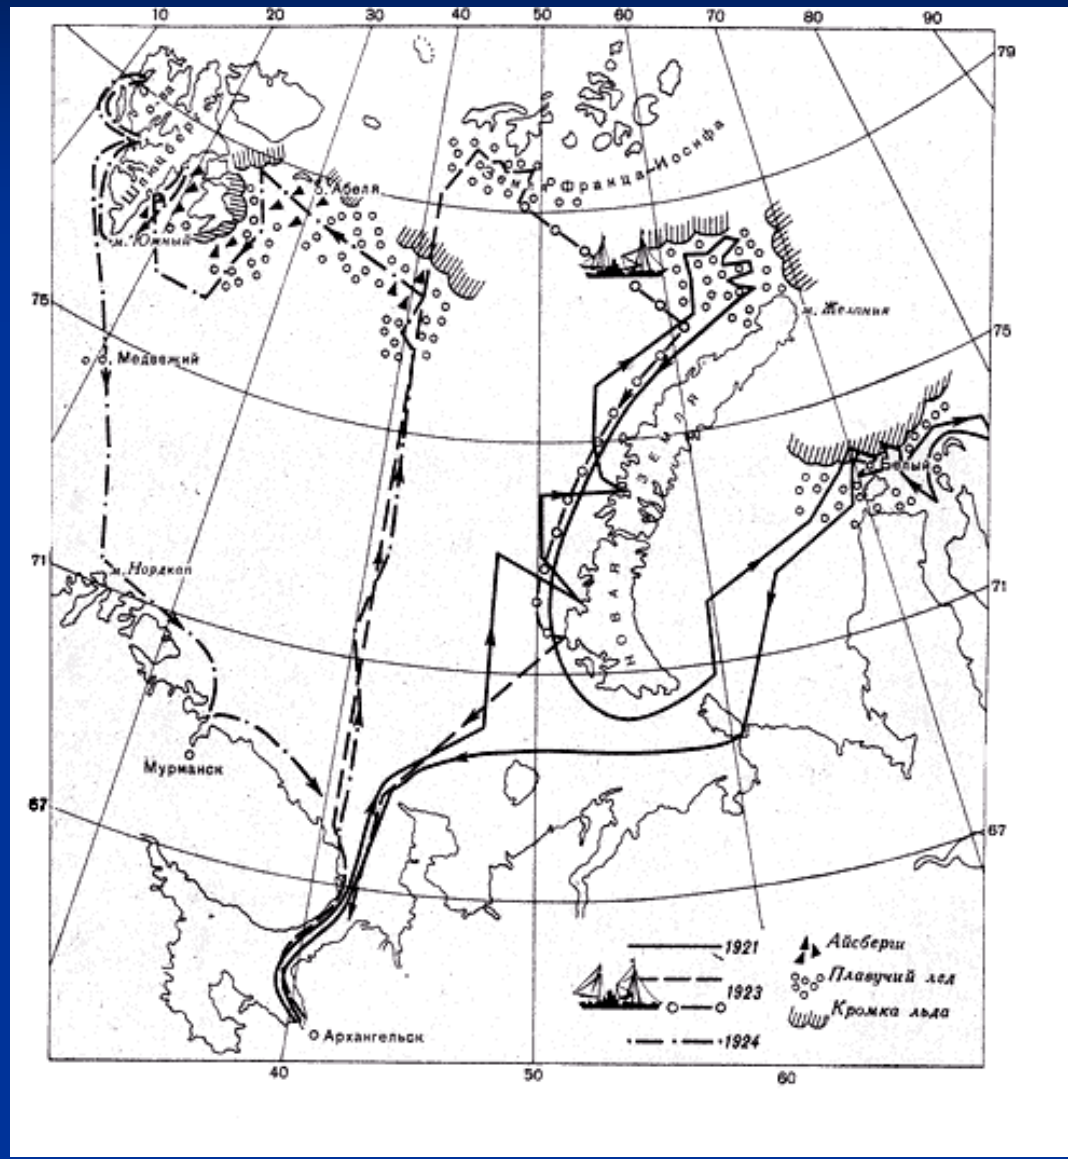 10 20 30 40 50 60 70 80 90
79
Шпицберген
о. Абеля
м. Южный
Земля Франца-Иосифа
75
м. Желания
75
Медвежий
НОВАЯ ЗЕМЛЯ
Белый
71
м. Нордкап
71
Мурманск
67
67
1921
Айсберги
Плавучий лед
1923
Кромка льда
1924
Архангельск
40 50 60